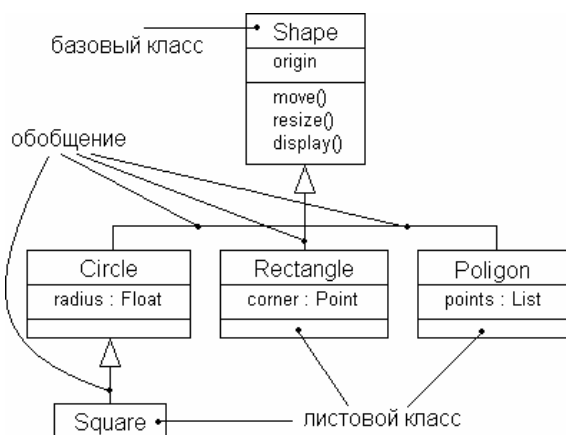 Shape
базовый класс
origin
move()
resize()
display()
обобщение
Circle
radius : Float
Rectangle
corner : Point
Poligon
points : List
Square
листовой класс